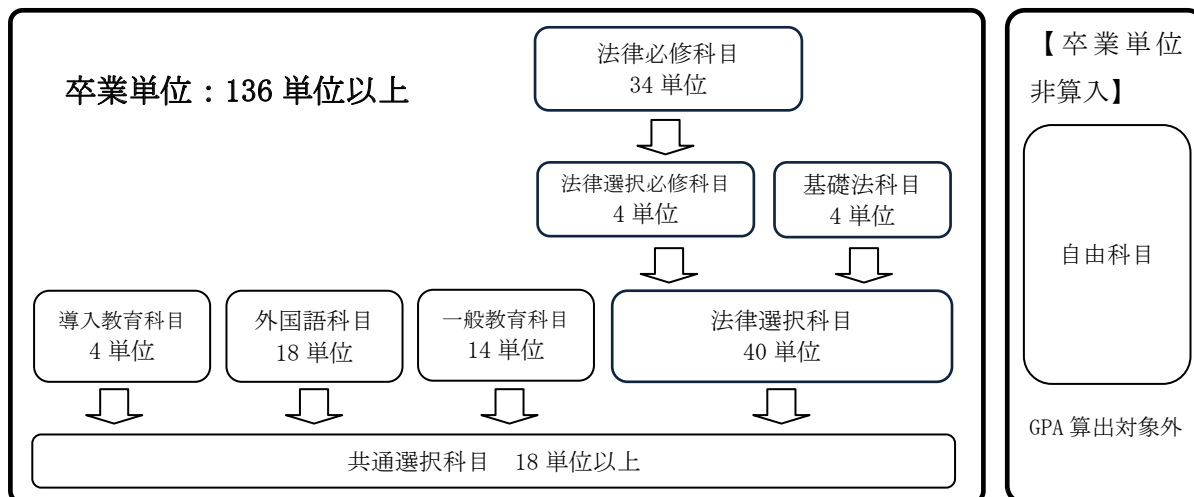 卒業単位：136 単位以上
法律必修科目
34 単位
法律選択必修科目
4 単位
基礎法科目
4 単位
導入教育科目
4 単位
外国語科目
18 単位
一般教育科目
14 単位
法律選択科目
40 単位
共通選択科目　18 単位以上
【卒業単位
非算入】
自由科目
GPA 算出対象外